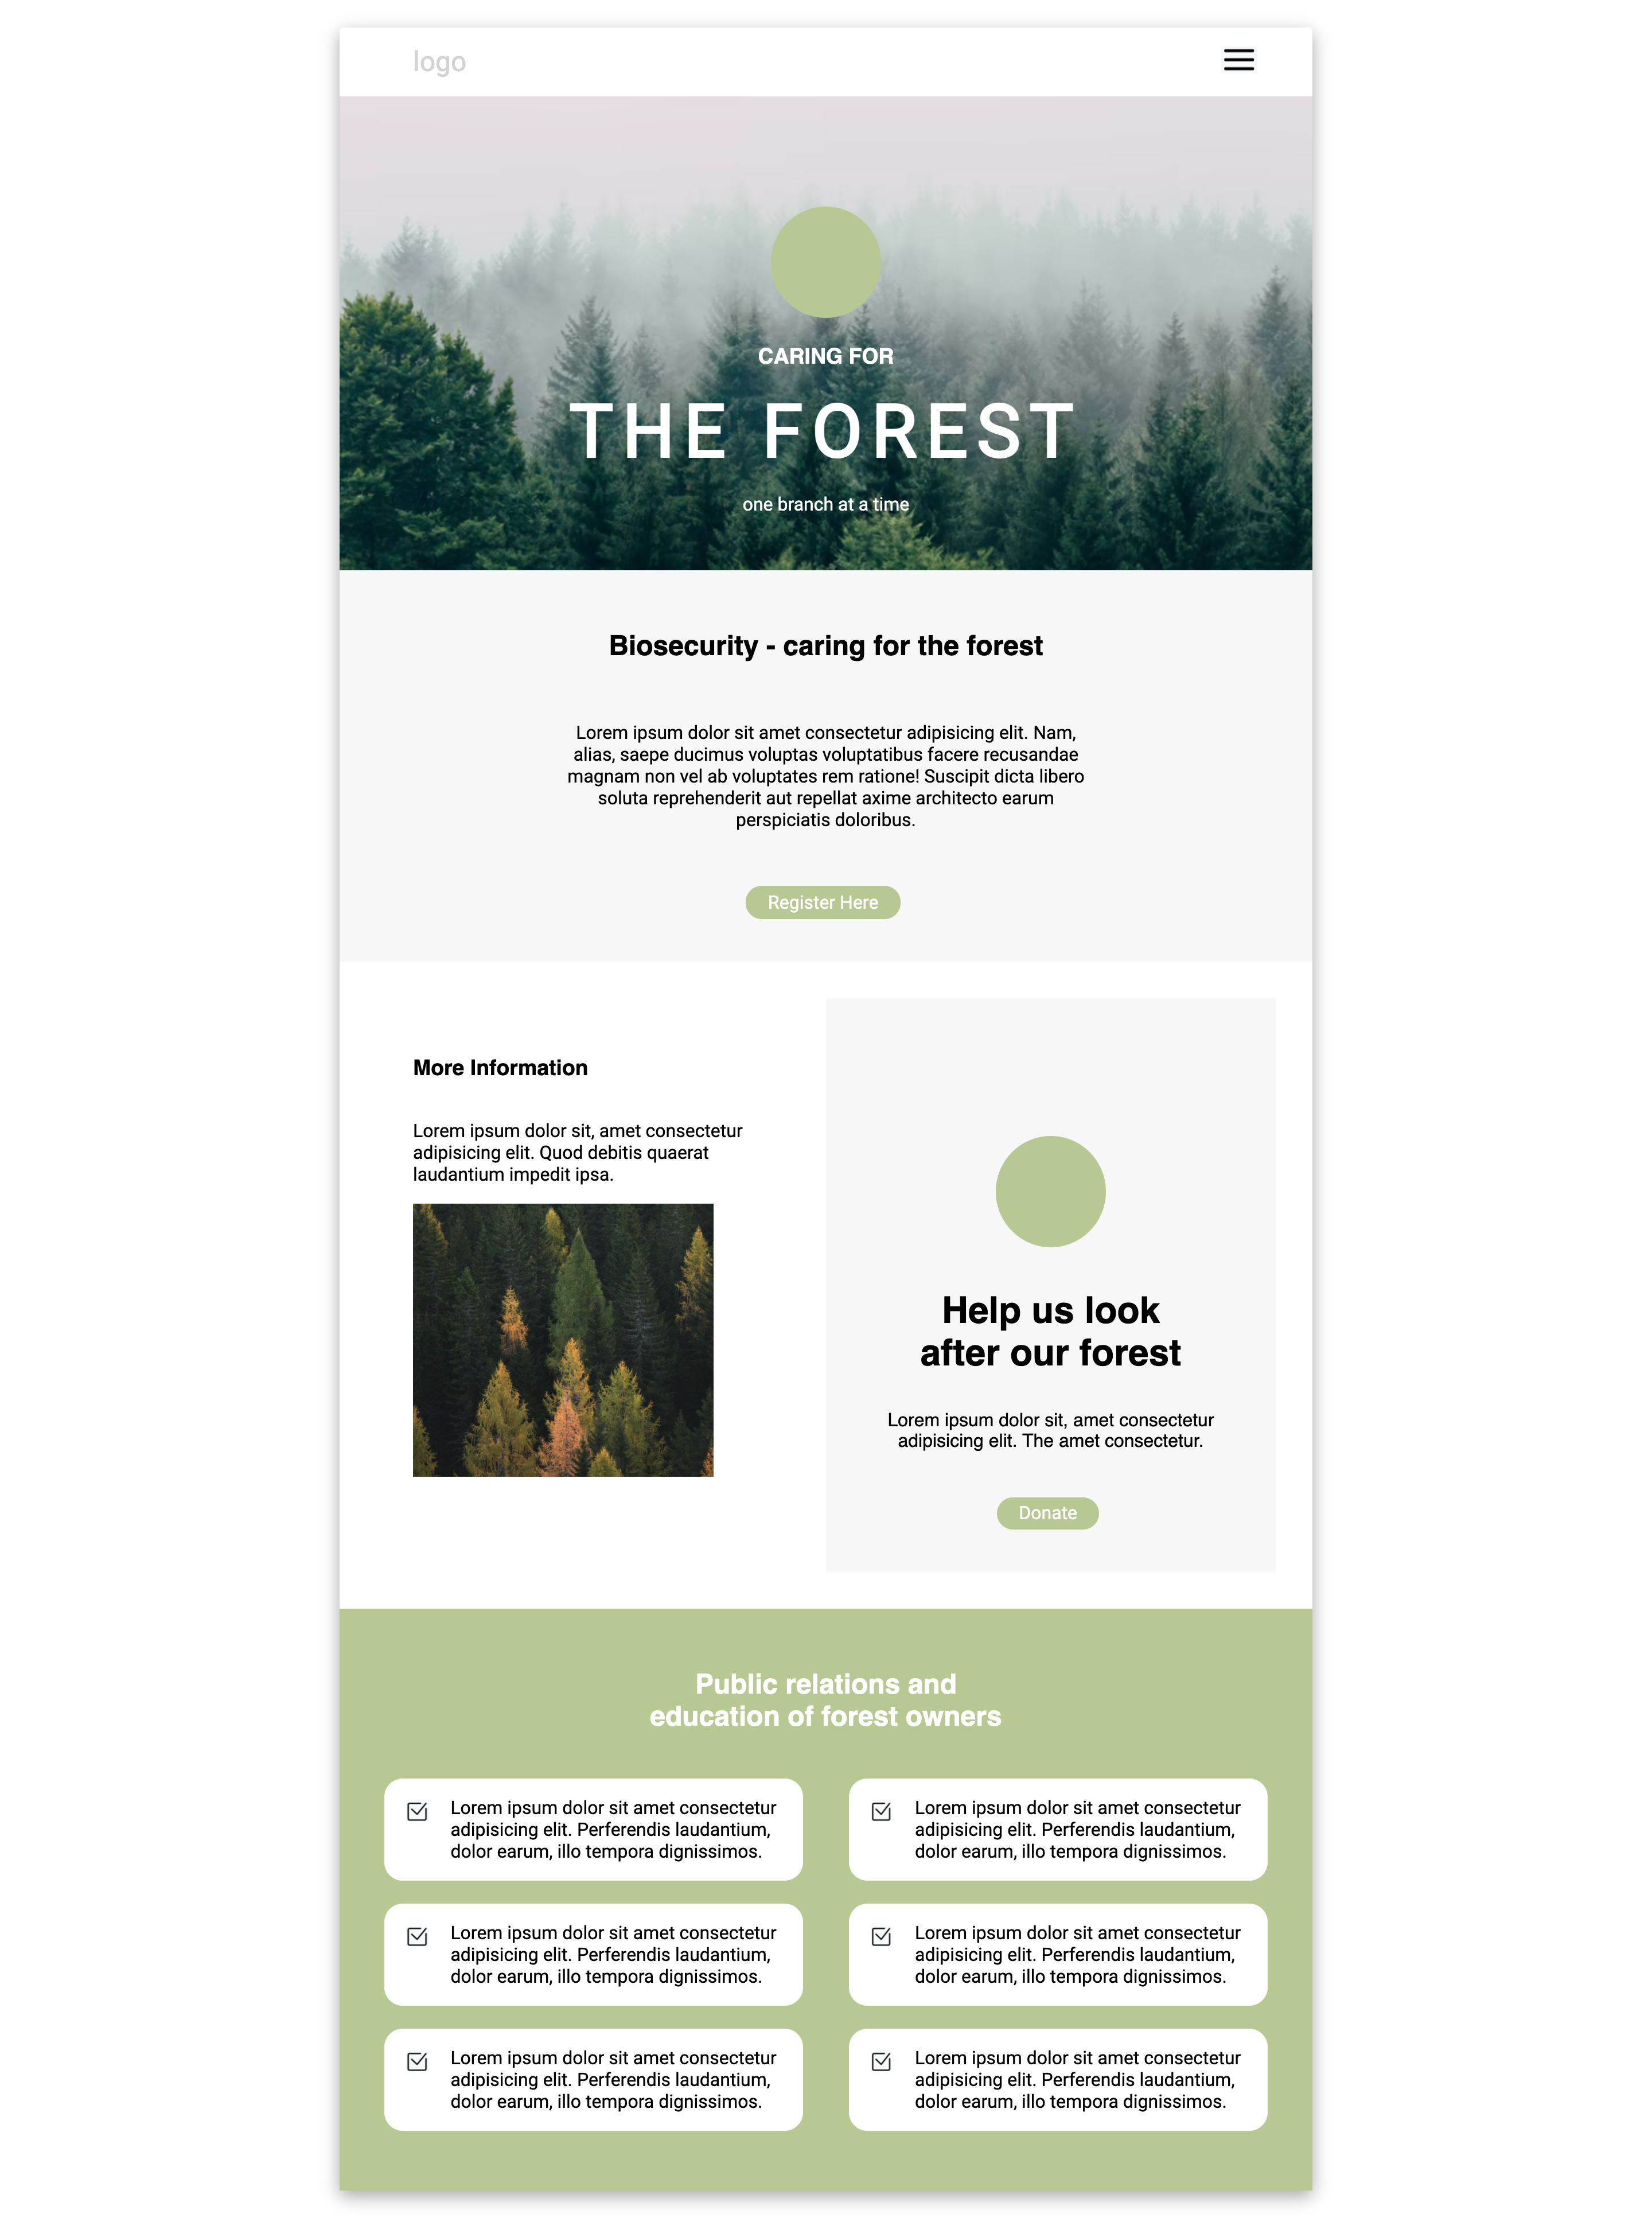 logo
CARING FOR
THE FOREST
one branch at a time
Biosecurity - caring for the forest
Lorem ipsum dolor sit amet consectetur adipisicing elit. Nam,
alias, saepe ducimus voluptas voluptatibus facere recusandae
magnam non vel ab voluptates rem ratione! Suscipit dicta libero
soluta reprehenderit aut repellat axime architecto earum
perspiciatis doloribus.
Register Here
More Information
Lorem ipsum dolor sit, amet consectetur
adipisicing elit. Quod debitis quaerat
laudantium impedit ipsa.
Help us look
after our forest
Lorem ipsum dolor sit, amet consectetur
adipisicing elit. The amet consectetur.
Donate
Public relations and
education of forest owners
Lorem ipsum dolor sit amet consectetur
adipisicing elit. Perferendis laudantium,
dolor earum, illo tempora dignissimos.
Lorem ipsum dolor sit amet consectetur
adipisicing elit. Perferendis laudantium,
dolor earum, illo tempora dignissimos.
Lorem ipsum dolor sit amet consectetur
adipisicing elit. Perferendis laudantium,
dolor earum, illo tempora dignissimos.
Lorem ipsum dolor sit amet consectetur
adipisicing elit. Perferendis laudantium,
dolor earum, illo tempora dignissimos.
Lorem ipsum dolor sit amet consectetur
adipisicing elit. Perferendis laudantium,
dolor earum, illo tempora dignissimos.
Lorem ipsum dolor sit amet consectetur
adipisicing elit. Perferendis laudantium,
dolor earum, illo tempora dignissimos.